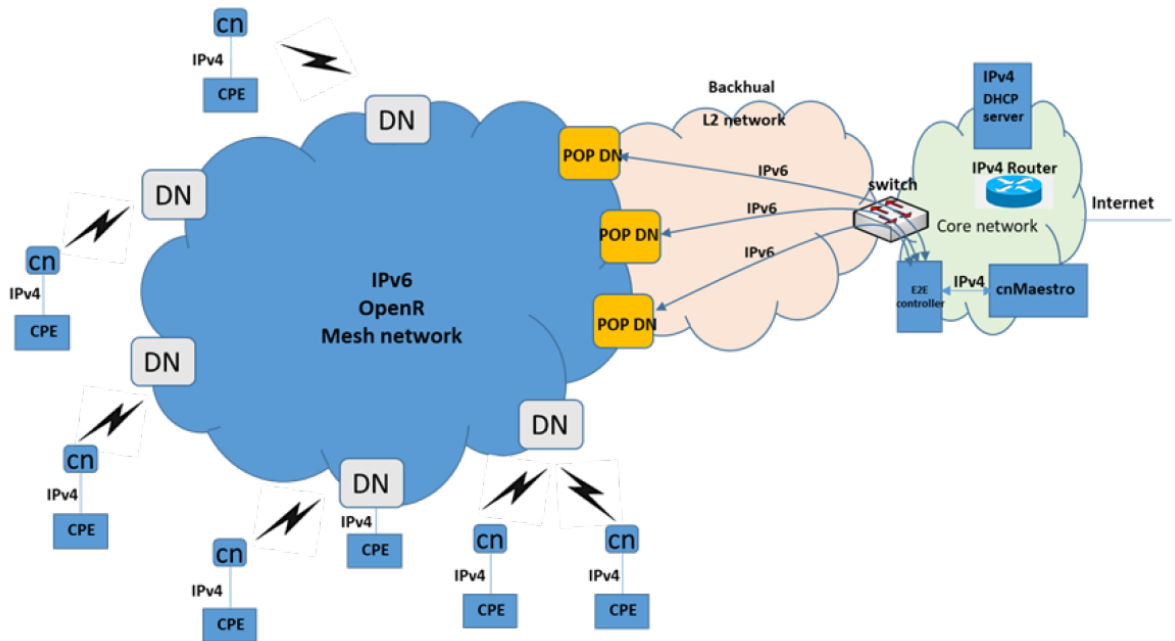 cn
IPv4
CPE
DN
DN
cn
IPv4
CPE
DN
cn
IPv4
CPE
IPv6
OpenR
Mesh network
DN
IPv4
CPE
cn
IPv4
CPE
DN
cn
IPv4
CPE
cn
IPv4
CPE
POP DN
POP DN
POP DN
Backhual
L2 network
IPv6
IPv6
IPv6
switch
IPv4
DHCP
server
IPv4 Router
Core network
E2E
controller
IPv4
cnMaestro
Internet